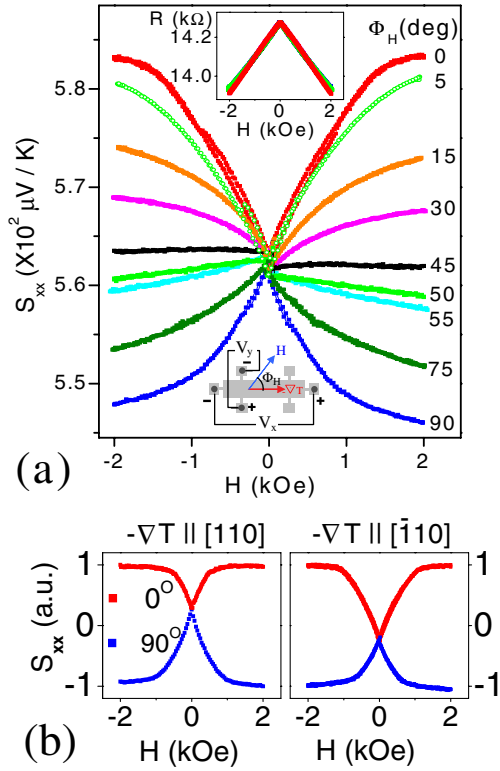 R (kΩ)
14.2
14.0
-2 0 2
H (kOe)
Φ_H(deg)
0
5
15
30
45
50
55
75
90
5.8
5.7
5.6
5.5
S_xx (X10² μV / K)
V_y
H
Φ_H
∇T
−
+
−
+
V_x
-2 -1 0 1 2
H (kOe)
(a)
-∇T || [110] -∇T || [1̄10]
S_xx (a.u.)
1 1
0 0
-1 -1
0°
90°
-2 0 2 -2 0 2
H (kOe) H (kOe)
(b)